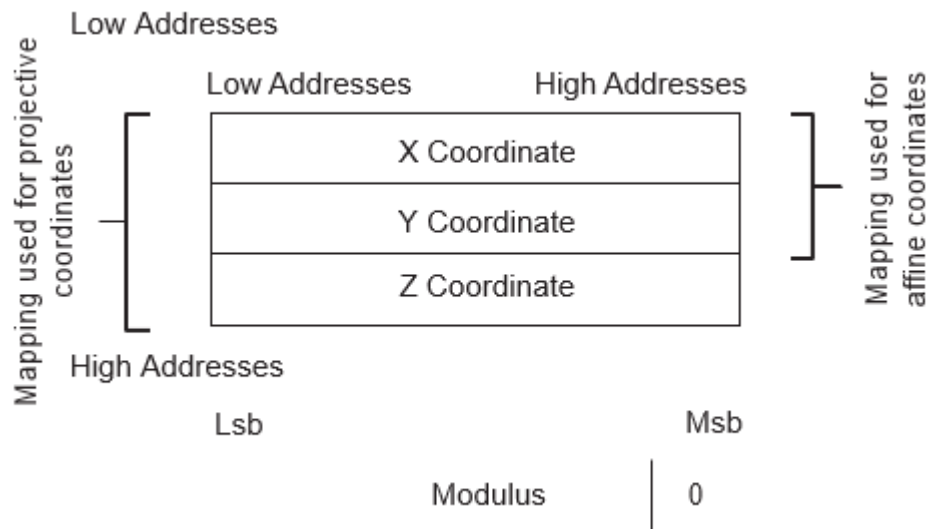 Low Addresses
Low Addresses High Addresses
Mapping used for projective
coordinates
X Coordinate
Y Coordinate
Z Coordinate
Mapping used for
affine coordinates
High Addresses
Lsb Msb
Modulus 0